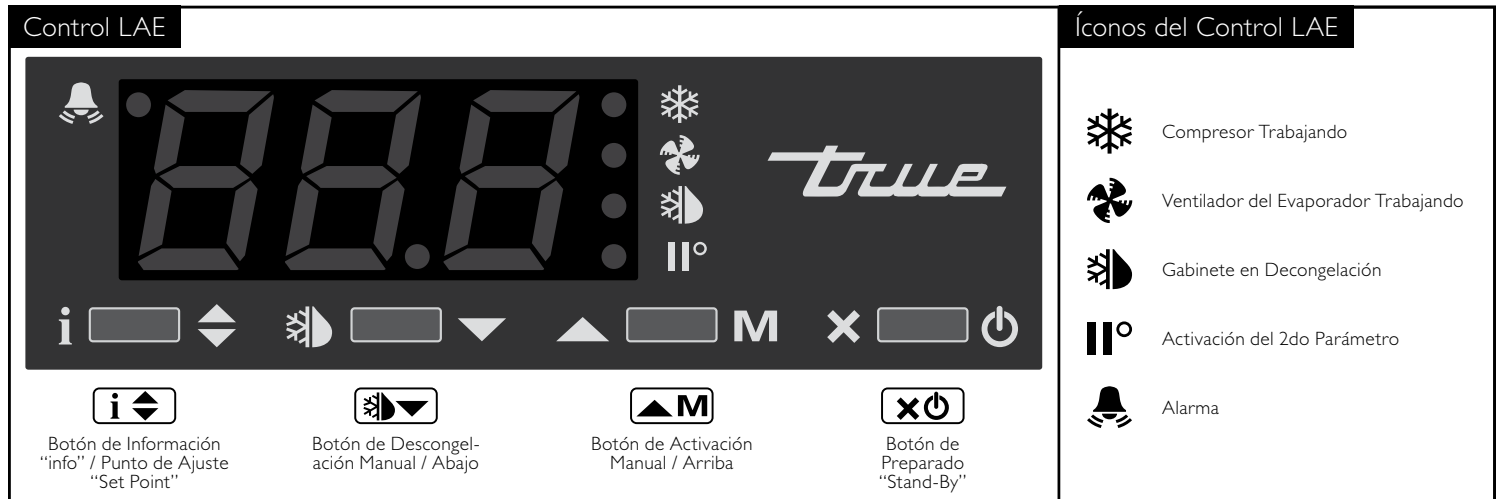 Control LAE
Íconos del Control LAE
true
i
M
i
M
Botón de Información
“info” / Punto de Ajuste
“Set Point”
Botón de Descongel-
ación Manual / Abajo
Botón de Activación
Manual / Arriba
Botón de
Preparado
“Stand-By”
Compresor Trabajando
Ventilador del Evaporador Trabajando
Gabinete en Decongelación
II° Activación del 2do Parámetro
Alarma